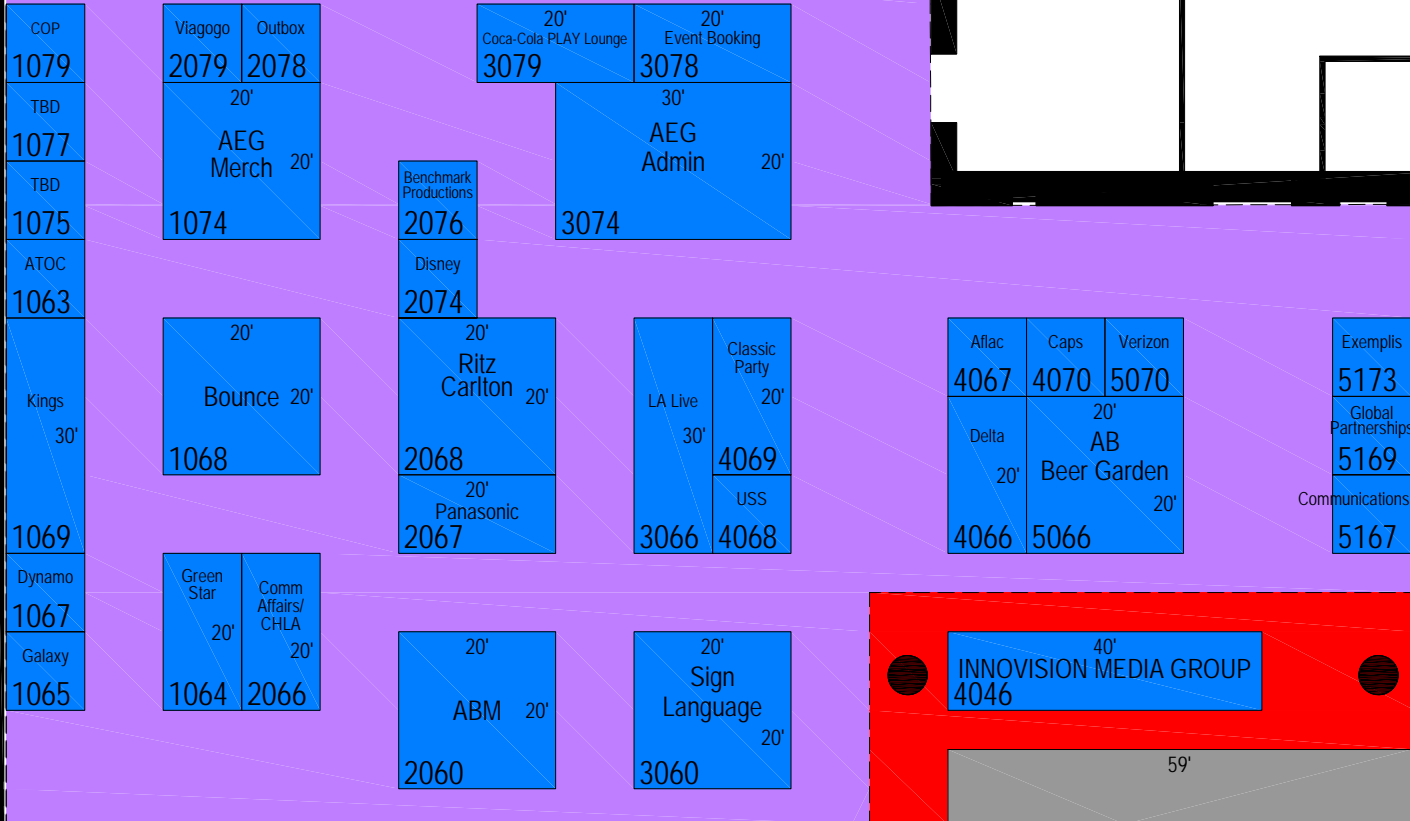 COP
1079
Viagogo
2079
Outbox
2078
20'
Coca-Cola PLAY Lounge
3079
20'
Event Booking
3078
TBD
1077
20'
AEG
Merch
20'
1074
30'
AEG
Admin
20'
3074
TBD
1075
Benchmark
Productions
2076
ATOC
1063
Disney
2074
Kings
30'
1069
20'
Bounce
20'
1068
20'
Ritz
Carlton
20'
2068
20'
Panasonic
2067
LA Live
30'
3066
Classic
Party
20'
4069
USS
4068
Aflac
4067
Caps
4070
Verizon
5070
Delta
20'
4066
20'
AB
Beer Garden
20'
5066
Exemplis
5173
Global
Partnerships
5169
Communications
5167
Dynamo
1067
Galaxy
1065
Green
Star
20'
1064
Comm
Affairs/
CHLA
20'
2066
20'
ABM
20'
2060
20'
Sign
Language
20'
3060
40'
INNOVISION MEDIA GROUP
4046
59'